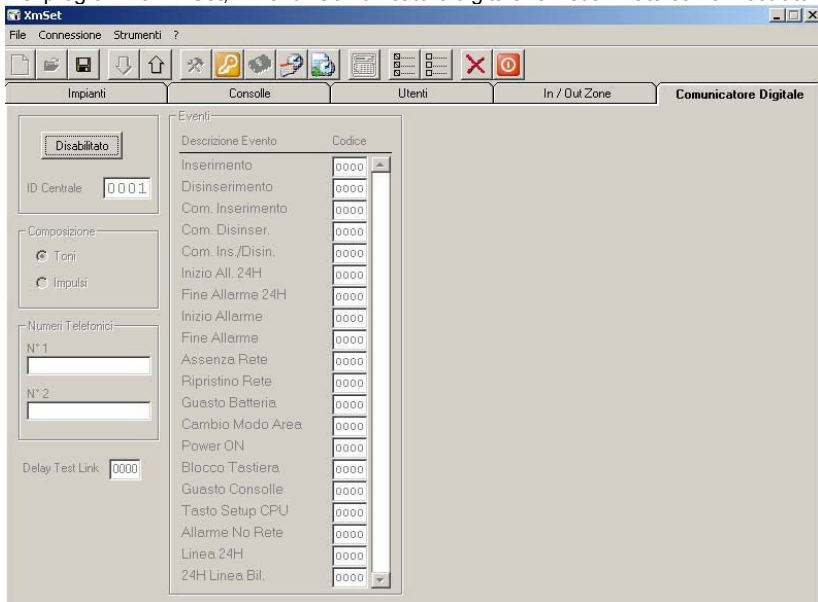 XmSet
File Connessione Strumenti ?
Impianti Consolle Utenti In / Out Zone Comunicatore Digitale
Disabilitato
ID Centrale 0001
Composizione
Toni
Impulsi
Numeri Telefonici
N° 1
N° 2
Delay Test Link 0000
Eventi
Descrizione Evento Codice
Inserimento 0000
Disinserimento 0000
Com. Inserimento 0000
Com. Disinser. 0000
Com. Ins./Disin. 0000
Inizio All. 24H 0000
Fine Allarme 24H 0000
Inizio Allarme 0000
Fine Allarme 0000
Assenza Rete 0000
Ripristino Rete 0000
Guasto Batteria 0000
Cambio Modo Area 0000
Power ON 0000
Blocco Tastiera 0000
Guasto Consolle 0000
Tasto Setup CPU 0000
Allarme No Rete 0000
Linea 24H 0000
24H Linea Bil. 0000